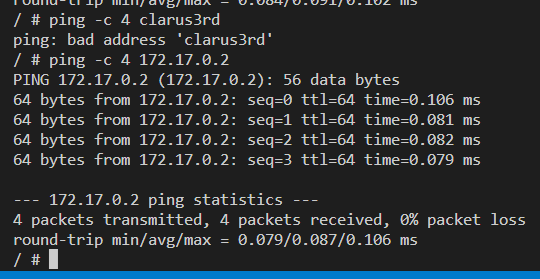 round-trip min/avg/max = 0.084/0.091/0.102 ms
/ # ping -c 4 clarus3rd
ping: bad address 'clarus3rd'
/ # ping -c 4 172.17.0.2
PING 172.17.0.2 (172.17.0.2): 56 data bytes
64 bytes from 172.17.0.2: seq=0 ttl=64 time=0.106 ms
64 bytes from 172.17.0.2: seq=1 ttl=64 time=0.081 ms
64 bytes from 172.17.0.2: seq=2 ttl=64 time=0.082 ms
64 bytes from 172.17.0.2: seq=3 ttl=64 time=0.079 ms
--- 172.17.0.2 ping statistics ---
4 packets transmitted, 4 packets received, 0% packet loss
round-trip min/avg/max = 0.079/0.087/0.106 ms
/ #